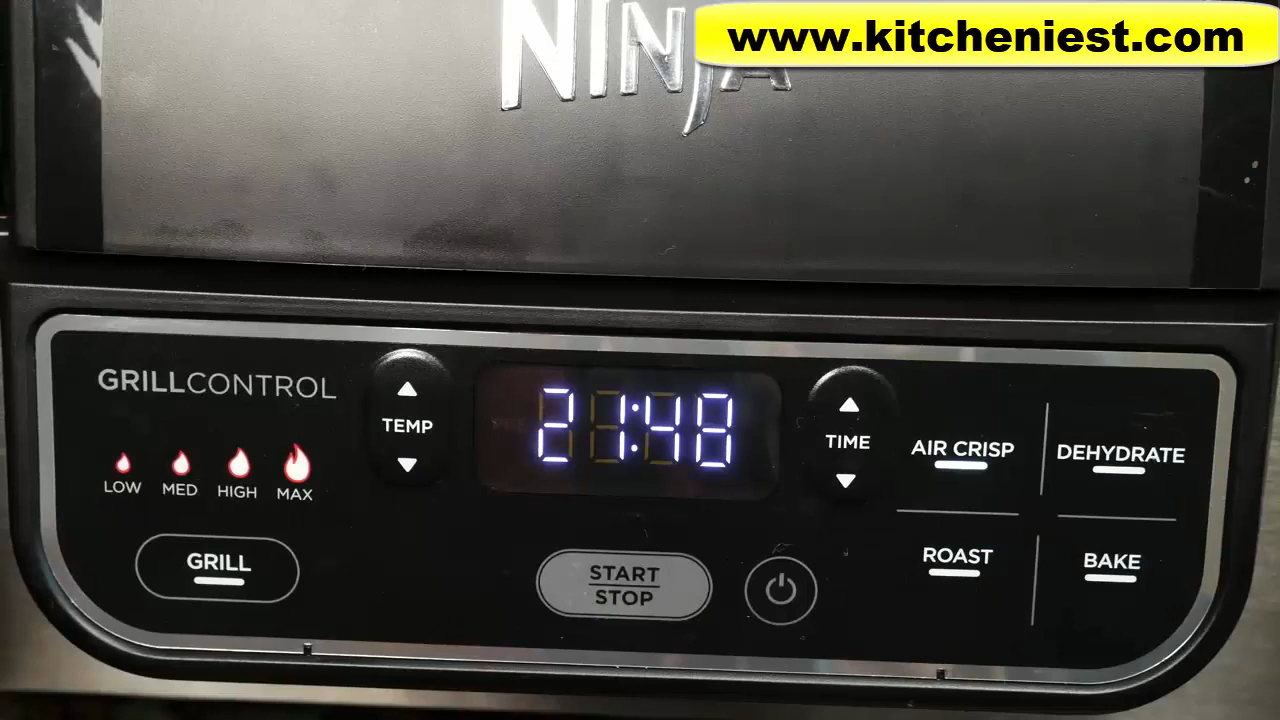 NINJA
www.kitcheniest.com
GRILLCONTROL
LOW MED HIGH MAX
GRILL
TEMP
21:48
TIME
START
STOP
AIR CRISP
DEHYDRATE
ROAST
BAKE